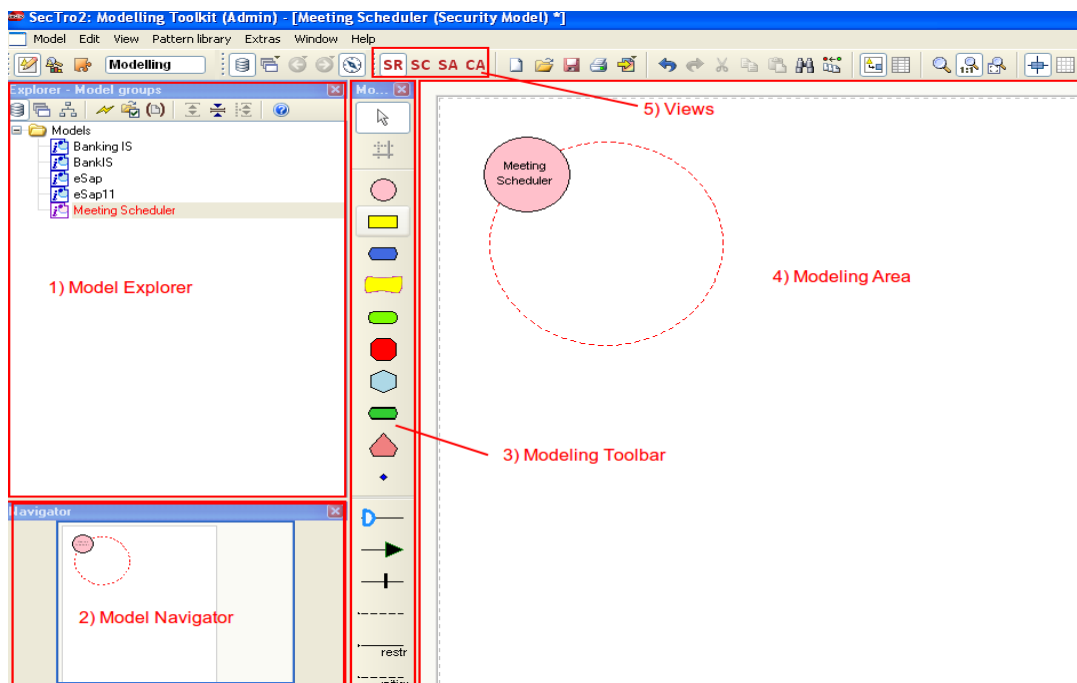 SecTro2: Modelling Toolkit (Admin) - [Meeting Scheduler (Security Model) *]
Model Edit View Pattern library Extras Window Help
Modelling
SR SC SA CA
Explorer - Model groups
Mo...
5) Views
Models
Banking IS
BankIS
eSap
eSap11
Meeting Scheduler
Meeting
Scheduler
1) Model Explorer
4) Modeling Area
3) Modeling Toolbar
Navigator
2) Model Navigator
restr